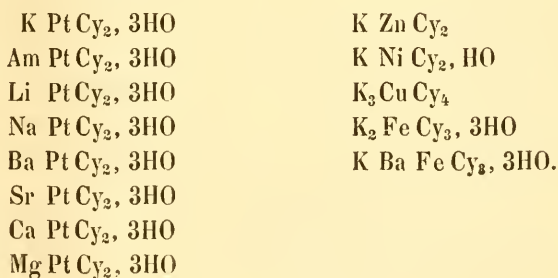 K Pt Cy₂, 3HO
Am Pt Cy₂, 3HO
Li Pt Cy₂, 3HO
Na Pt Cy₂, 3HO
Ba Pt Cy₂, 3HO
Sr Pt Cy₂, 3HO
Ca Pt Cy₂, 3HO
Mg Pt Cy₂, 3HO
K Zn Cy₂
K Ni Cy₂, HO
K₃ Cu Cy₄
K₂ Fe Cy₃, 3HO
K Ba Fe Cy₃, 3HO.